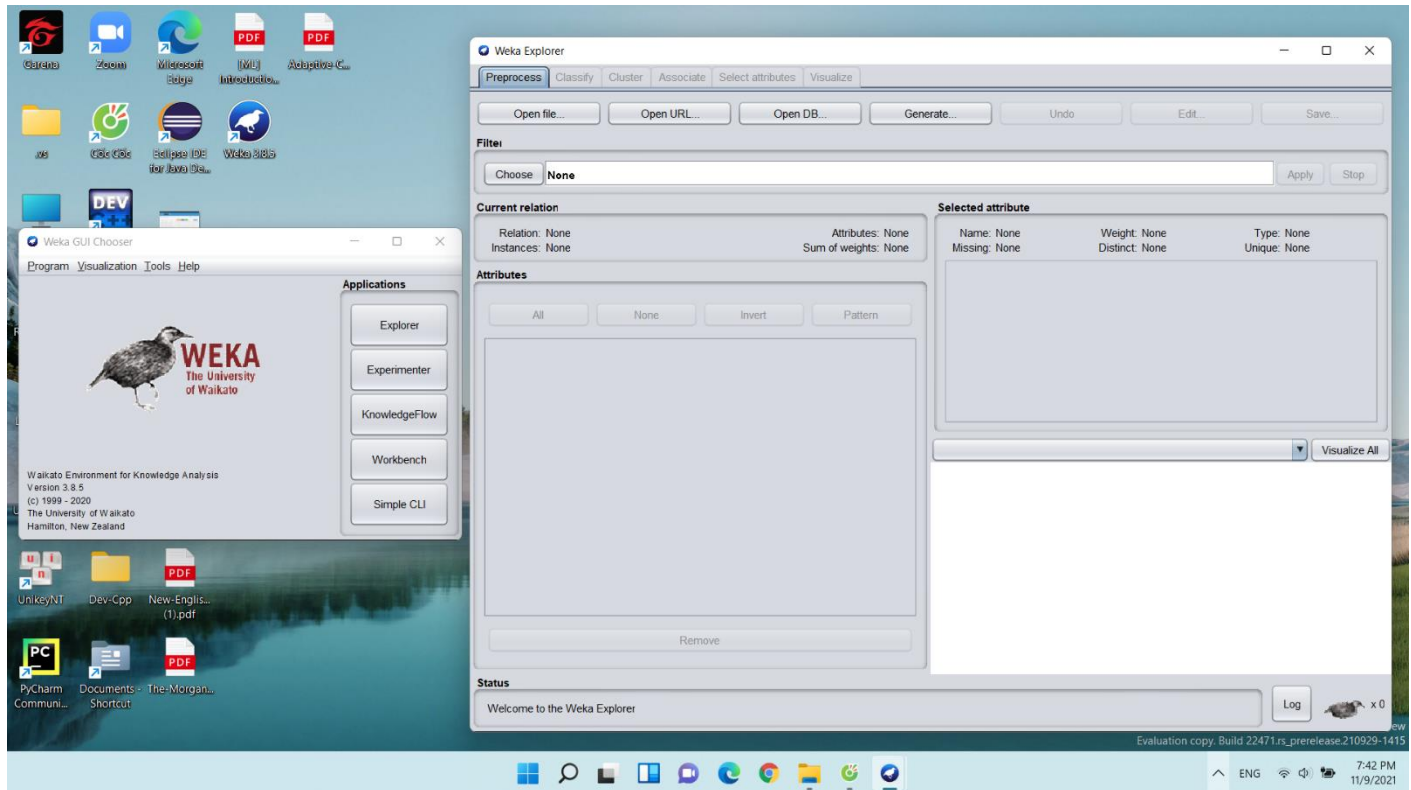 PDF
PDF
Garena
Zoom
Microsoft
Edge
[ML]
Introductio...
Adaptive-C...
Cốc Cốc
Eclipse IDE
for Java De...
Weka 3.8.5
DEV
C++
Weka GUI Chooser
Program Visualization Tools Help
Applications
Explorer
Experimenter
KnowledgeFlow
Workbench
Simple CLI
WEKA
The University
of Waikato
Waikato Environment for Knowledge Analysis
Version 3.8.5
(c) 1999 - 2020
The University of Waikato
Hamilton, New Zealand
u i
n
PDF
UnikeyNT
Dev-Cpp
New-Englis...
(1).pdf
PC
PDF
PyCharm
Communi...
Documents -
Shortcut
The-Morgan...
Weka Explorer
Preprocess Classify Cluster Associate Select attributes Visualize
Open file... Open URL... Open DB... Generate... Undo Edit... Save...
Filter
Choose None Apply Stop
Current relation
Relation: None Attributes: None
Instances: None Sum of weights: None
Attributes
All None Invert Pattern
Remove
Selected attribute
Name: None Weight: None Type: None
Missing: None Distinct: None Unique: None
Visualize All
Status
Welcome to the Weka Explorer
Log
x 0
Evaluation copy. Build 22471.rs_prerelease.210929-1415
ENG
7:42 PM
11/9/2021